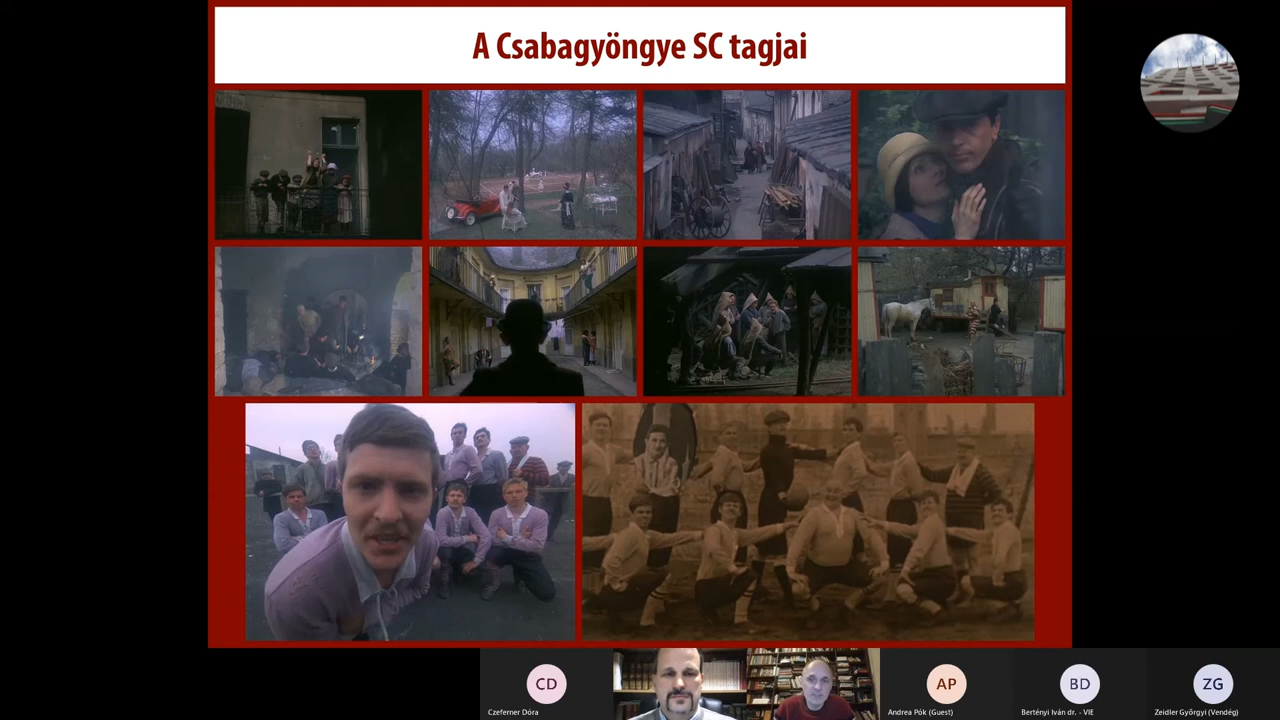 A Csabagyöngye SC tagjai
CD
Czeferner Dóra
AP
Andrea Pók (Guest)
BD
Bertényi Iván dr. - VIE
ZG
Zeidler Györgyi (Vendég)